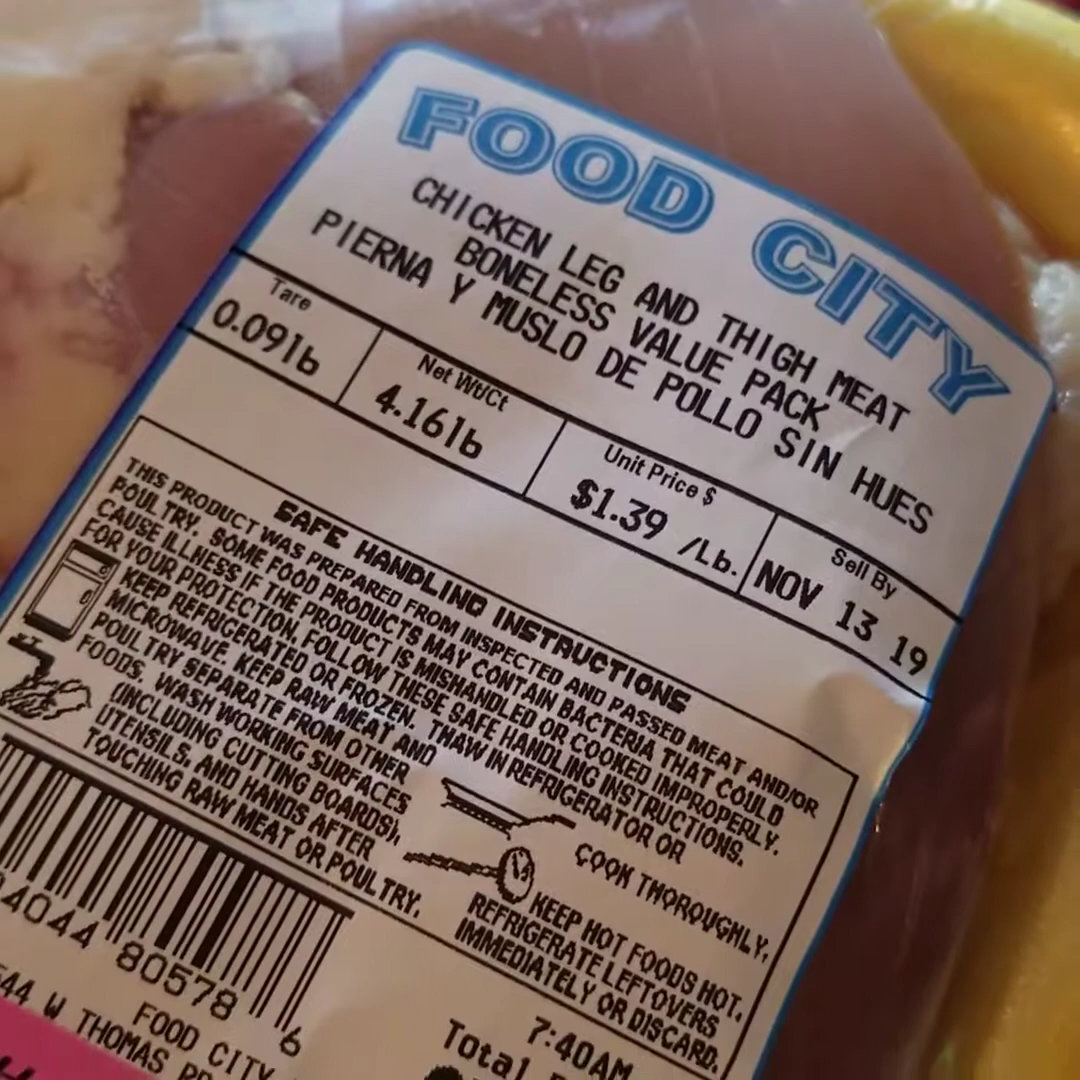 FOOD CITY
CHICKEN LEG AND THIGH MEAT
BONELESS VALUE PACK
PIERNA Y MUSLO DE POLLO SIN HUES
Tare
0.09lb
Net Wt/Ct
4.16lb
Unit Price $
$1.39 /Lb.
Sell By
NOV 13 19
SAFE HANDLING INSTRUCTIONS
THIS PRODUCT WAS PREPARED FROM INSPECTED AND PASSED MEAT AND/OR
POULTRY. SOME FOOD PRODUCTS MAY CONTAIN BACTERIA THAT COULD
CAUSE ILLNESS IF THE PRODUCT IS MISHANDLED OR COOKED IMPROPERLY.
FOR YOUR PROTECTION, FOLLOW THESE SAFE HANDLING INSTRUCTIONS.
KEEP REFRIGERATED OR FROZEN. THAW IN REFRIGERATOR OR
MICROWAVE. KEEP RAW MEAT AND
POULTRY SEPARATE FROM OTHER
FOODS. WASH WORKING SURFACES
(INCLUDING CUTTING BOARDS),
UTENSILS, AND HANDS AFTER
TOUCHING RAW MEAT OR POULTRY.
COOK THOROUGHLY.
KEEP HOT FOODS HOT.
REFRIGERATE LEFTOVERS
IMMEDIATELY OR DISCARD.
4044 80578 6
FOOD CITY
544 W THOMAS RD
7:40AM
Total